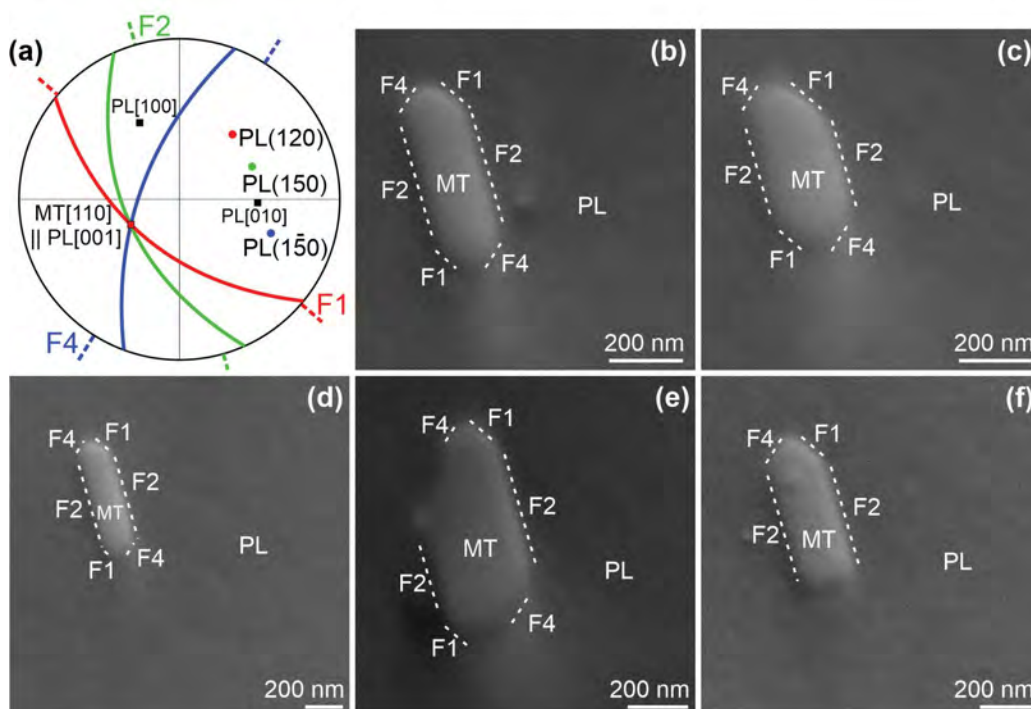 (a)
F2
PL[100]
PL(120)
PL(150)
PL[010]
MT[110]
|| PL[001]
PL(15̄0)
F1
F4
(b)
F4
F1
F2
MT
F2
PL
F1
F4
200 nm
(c)
F4
F1
F2
F2
MT
PL
F1
F4
200 nm
(d)
F4
F1
F2
F2
MT
PL
F1
F4
200 nm
(e)
F4
F1
F2
MT
F2
PL
F4
F1
200 nm
(f)
F4
F1
F2
F2
MT
PL
200 nm